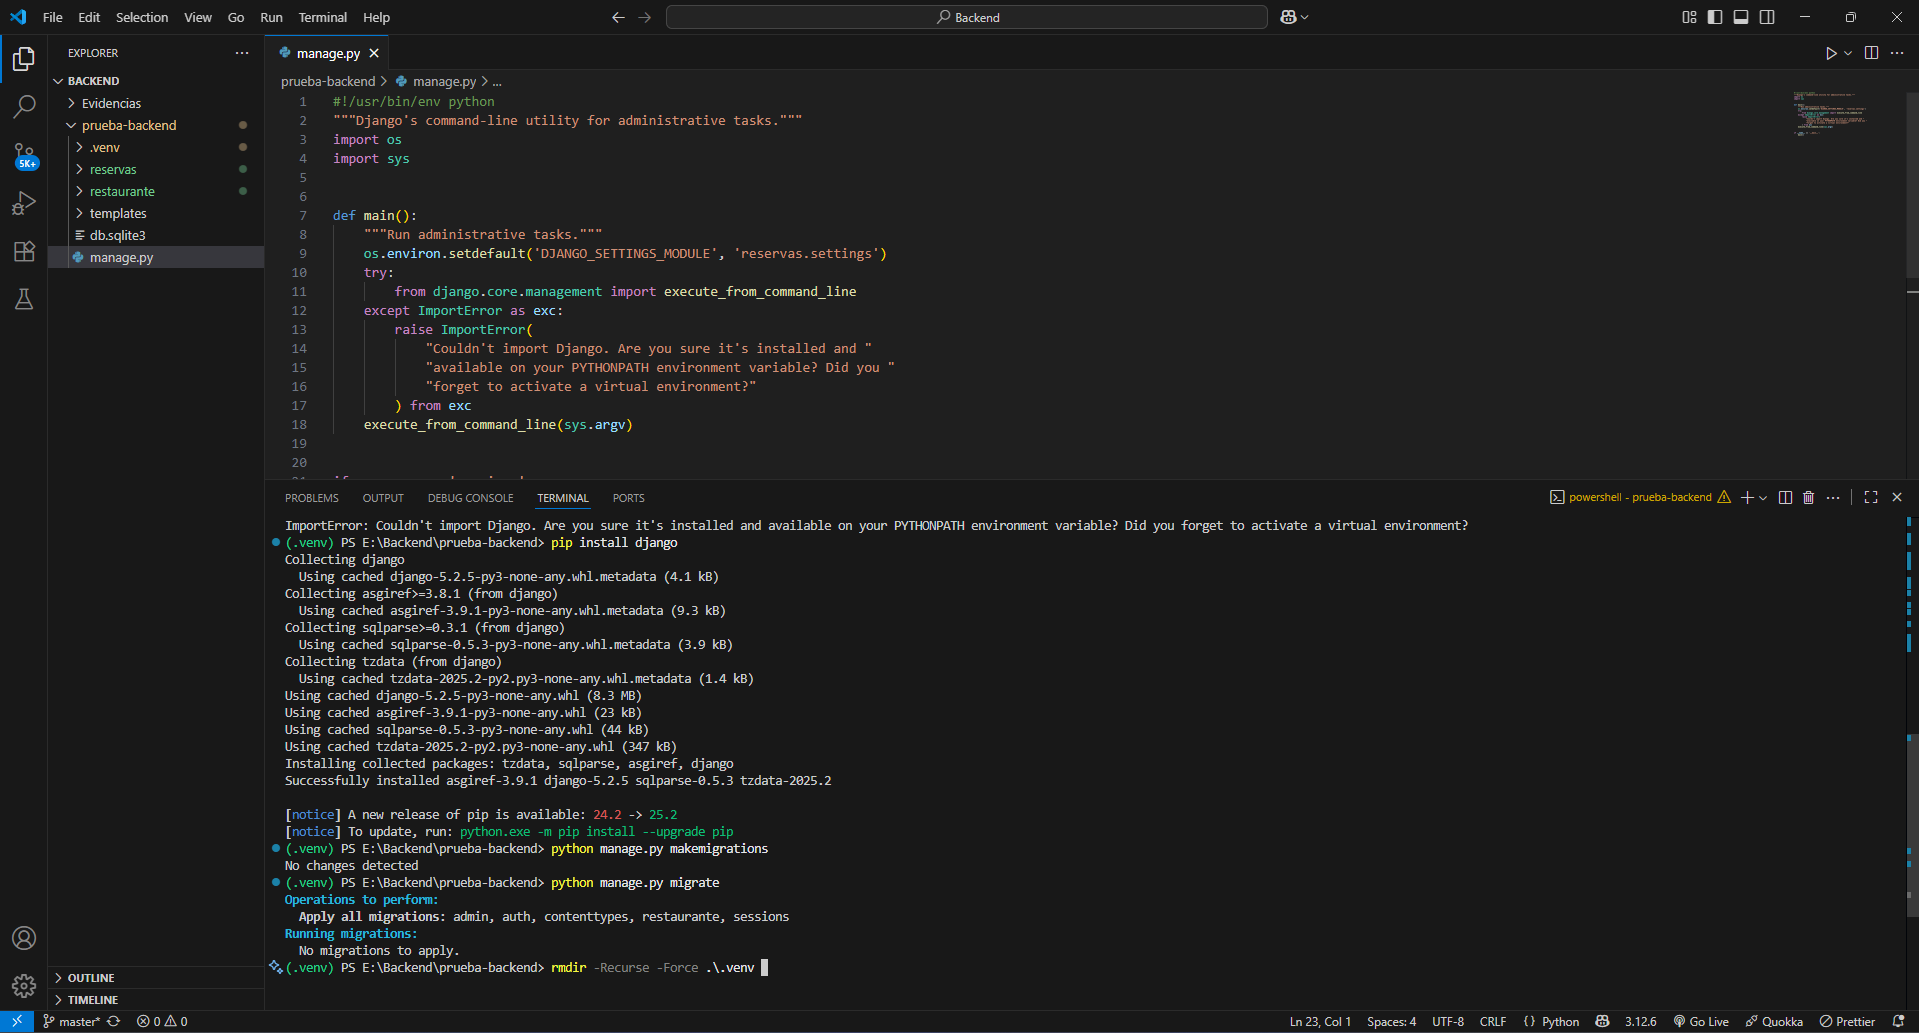 File Edit Selection View Go Run Terminal Help
Backend
EXPLORER
BACKEND
Evidencias
prueba-backend
.venv
reservas
restaurante
templates
db.sqlite3
manage.py
5K+
OUTLINE
TIMELINE
manage.py
prueba-backend > manage.py > ...
1 #!/usr/bin/env python
2 """Django's command-line utility for administrative tasks."""
3 import os
4 import sys
5
6
7 def main():
8 """Run administrative tasks."""
9 os.environ.setdefault('DJANGO_SETTINGS_MODULE', 'reservas.settings')
10 try:
11 from django.core.management import execute_from_command_line
12 except ImportError as exc:
13 raise ImportError(
14 "Couldn't import Django. Are you sure it's installed and "
15 "available on your PYTHONPATH environment variable? Did you "
16 "forget to activate a virtual environment?"
17 ) from exc
18 execute_from_command_line(sys.argv)
19
20
PROBLEMS OUTPUT DEBUG CONSOLE TERMINAL PORTS
powershell - prueba-backend
ImportError: Couldn't import Django. Are you sure it's installed and available on your PYTHONPATH environment variable? Did you forget to activate a virtual environment?
(.venv) PS E:\Backend\prueba-backend> pip install django
Collecting django
Using cached django-5.2.5-py3-none-any.whl.metadata (4.1 kB)
Collecting asgiref>=3.8.1 (from django)
Using cached asgiref-3.9.1-py3-none-any.whl.metadata (9.3 kB)
Collecting sqlparse>=0.3.1 (from django)
Using cached sqlparse-0.5.3-py3-none-any.whl.metadata (3.9 kB)
Collecting tzdata (from django)
Using cached tzdata-2025.2-py2.py3-none-any.whl.metadata (1.4 kB)
Using cached django-5.2.5-py3-none-any.whl (8.3 MB)
Using cached asgiref-3.9.1-py3-none-any.whl (23 kB)
Using cached sqlparse-0.5.3-py3-none-any.whl (44 kB)
Using cached tzdata-2025.2-py2.py3-none-any.whl (347 kB)
Installing collected packages: tzdata, sqlparse, asgiref, django
Successfully installed asgiref-3.9.1 django-5.2.5 sqlparse-0.5.3 tzdata-2025.2
[notice] A new release of pip is available: 24.2 -> 25.2
[notice] To update, run: python.exe -m pip install --upgrade pip
(.venv) PS E:\Backend\prueba-backend> python manage.py makemigrations
No changes detected
(.venv) PS E:\Backend\prueba-backend> python manage.py migrate
Operations to perform:
Apply all migrations: admin, auth, contenttypes, restaurante, sessions
Running migrations:
No migrations to apply.
(.venv) PS E:\Backend\prueba-backend> rmdir -Recurse -Force .\.venv
master* 0 0
Ln 23, Col 1 Spaces: 4 UTF-8 CRLF { } Python 3.12.6 Go Live Quokka Prettier